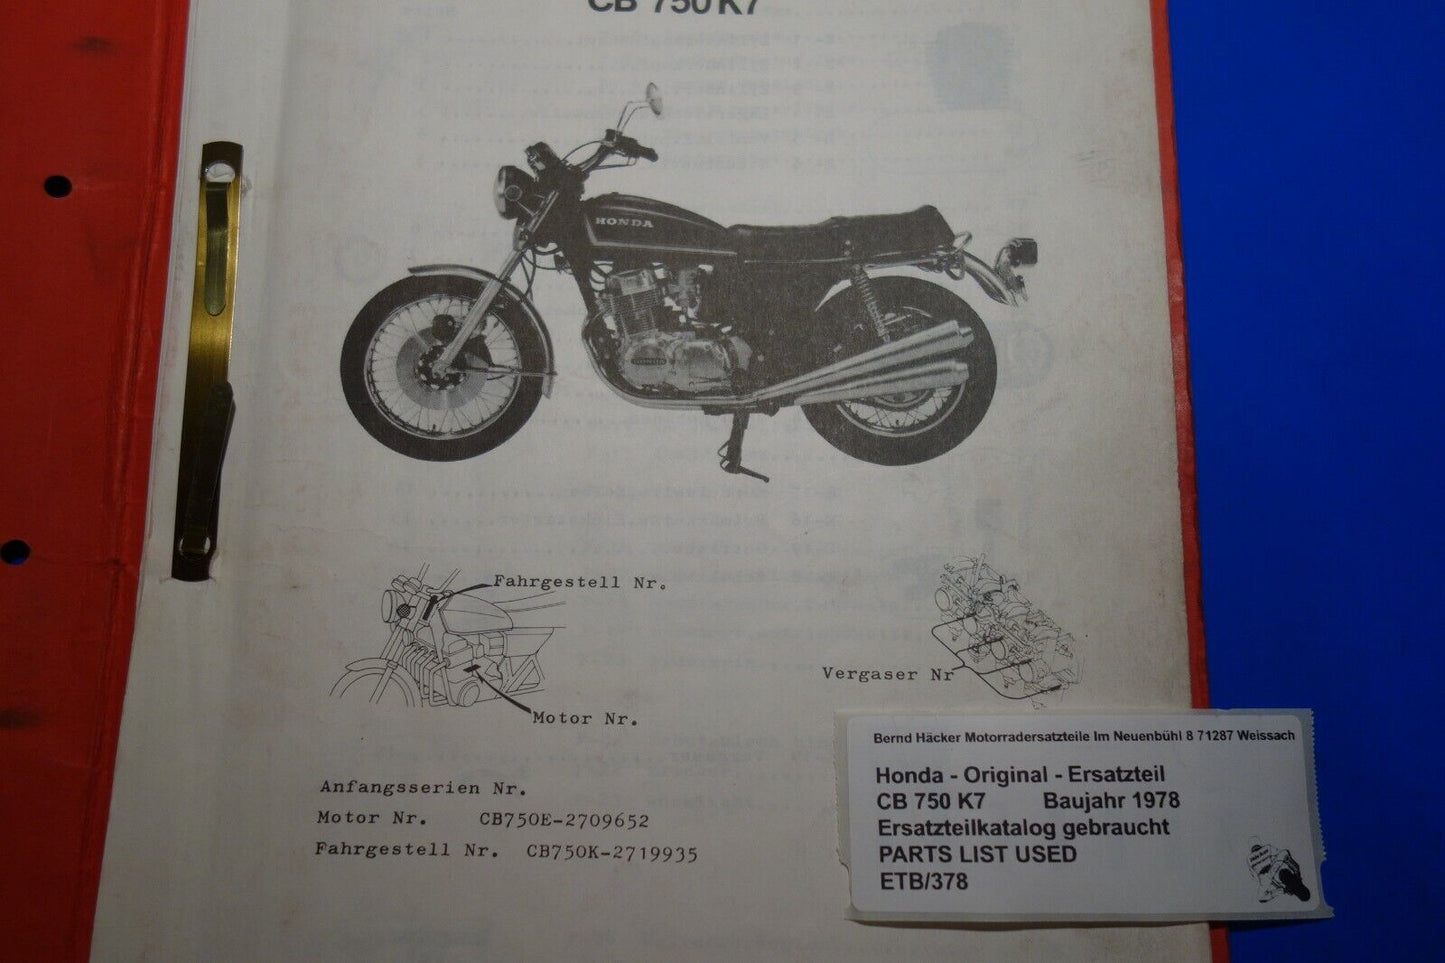 CB 750 K7
HONDA
HONDA
Fahrgestell Nr.
Motor Nr.
Vergaser Nr
Anfangsserien Nr.
Motor Nr. CB750E-2709652
Fahrgestell Nr. CB750K-2719935
Bernd Häcker Motorradersatzteile Im Neuenbühl 8 71287 Weissach
Honda - Original - Ersatzteil
CB 750 K7 Baujahr 1978
Ersatzteilkatalog gebraucht
PARTS LIST USED
ETB/378